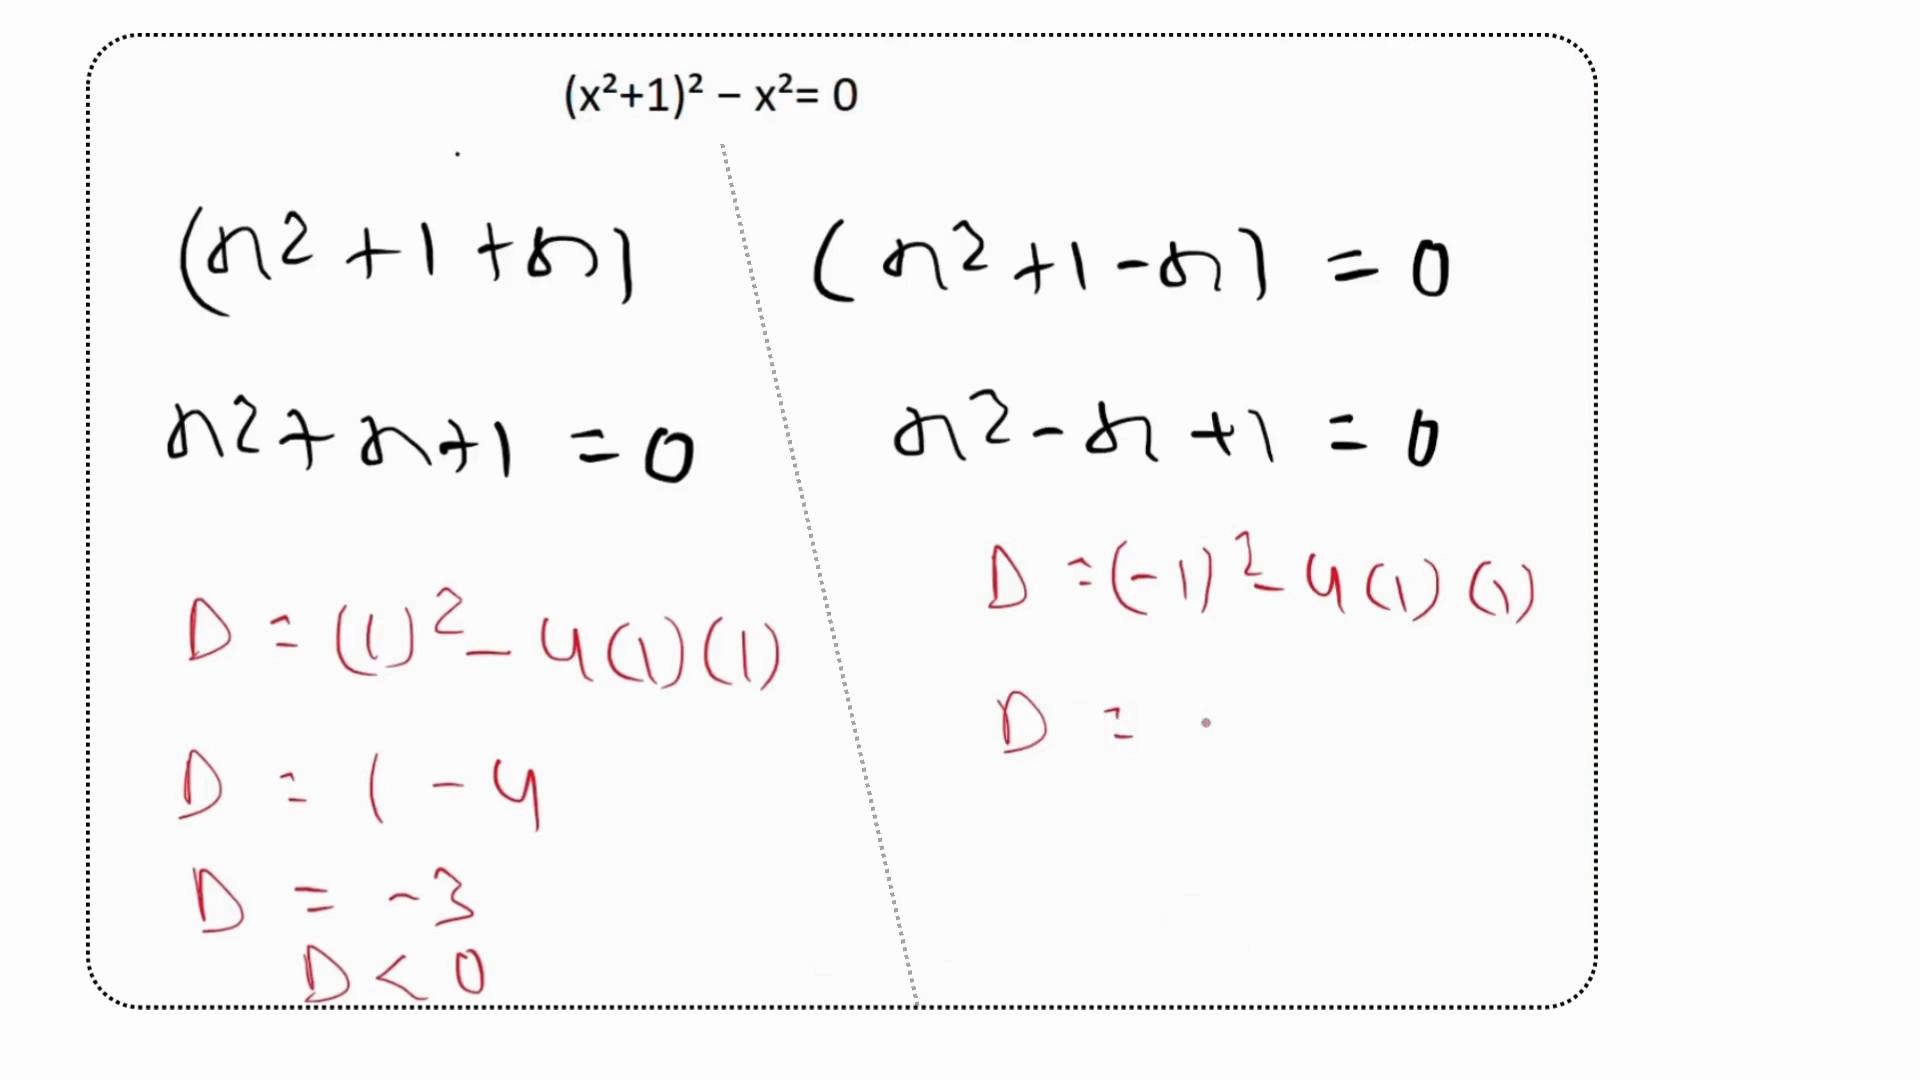 (x²+1)² − x²= 0
(x² + 1 + x) (x² + 1 - x) = 0
x² + x + 1 = 0
x² - x + 1 = 0
D = (1)² - 4(1)(1)
D = 1 - 4
D = -3
D < 0
D = (-1)² - 4(1)(1)
D =